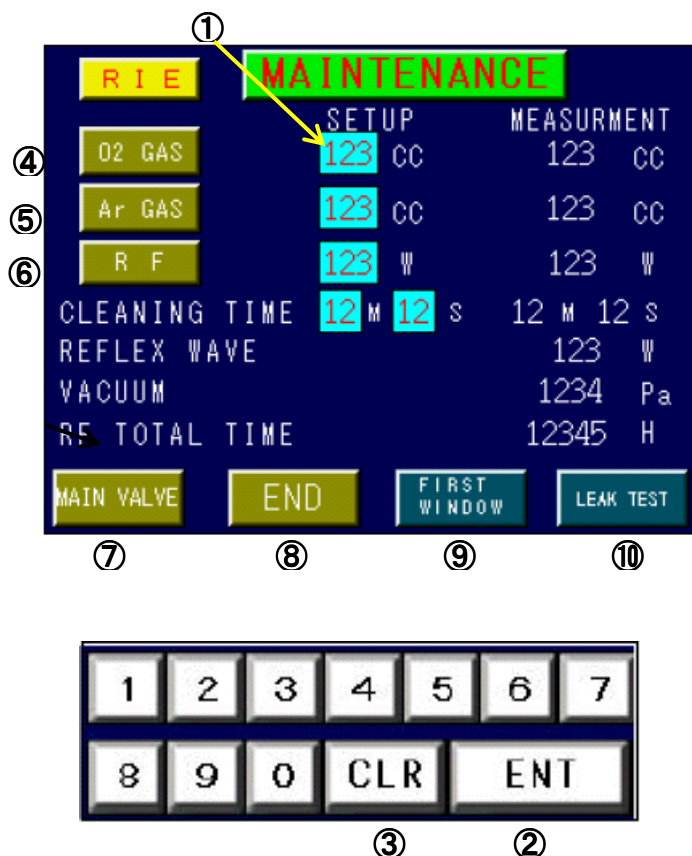 ①
R I E MAINTENANCE
SETUP MEASURMENT
④ O2 GAS 123 CC 123 CC
⑤ Ar GAS 123 CC 123 CC
⑥ R F 123 W 123 W
CLEANING TIME 12 M 12 S 12 M 12 S
REFLEX WAVE 123 W
VACUUM 1234 Pa
RF TOTAL TIME 12345 H
MAIN VALVE END FIRST WINDOW LEAK TEST
⑦ ⑧ ⑨ ⑩
1 2 3 4 5 6 7
8 9 0 CLR ENT
③ ②